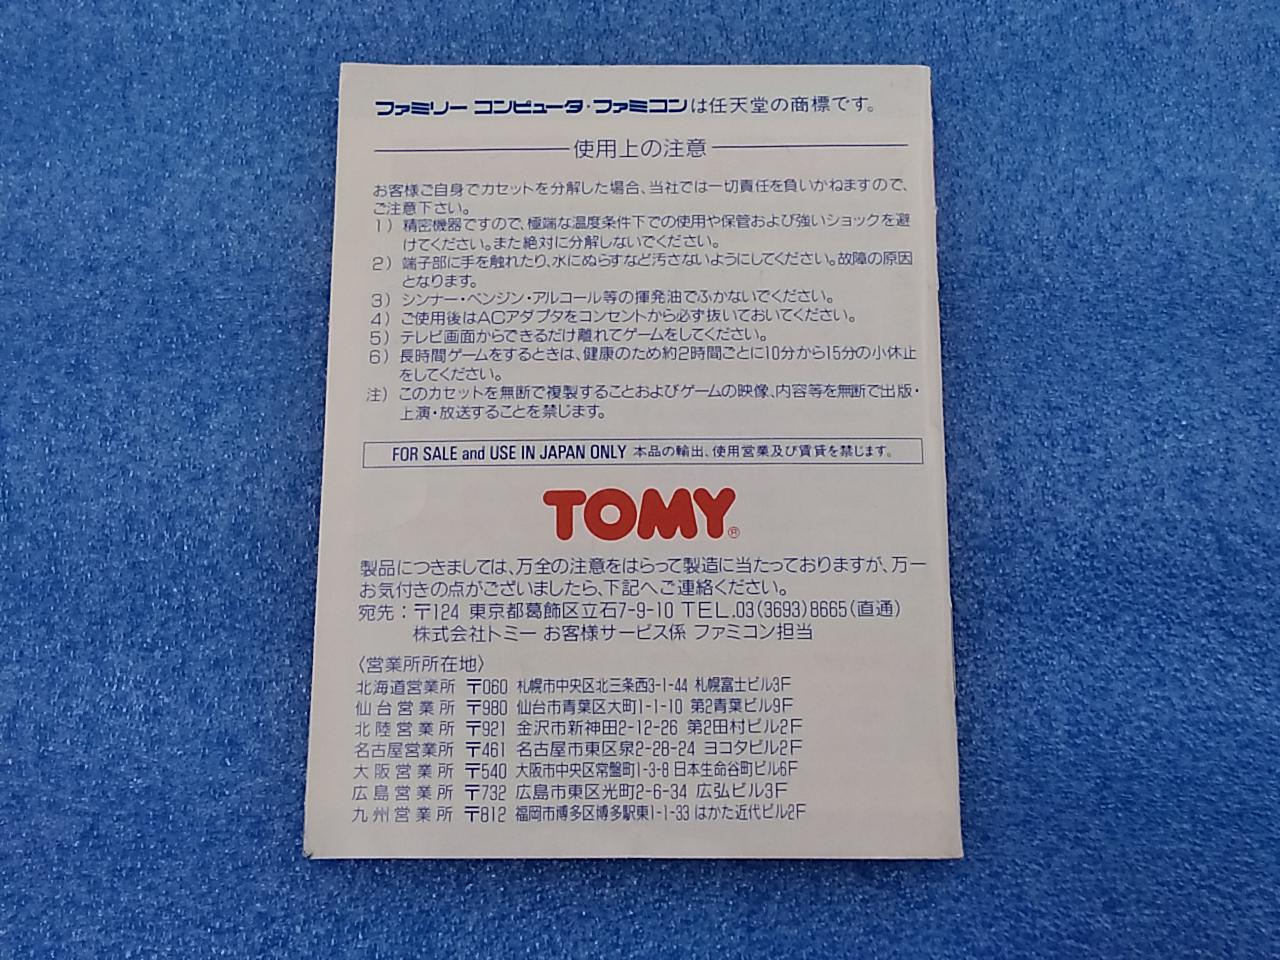 ファミリー コンピュータ・ファミコンは任天堂の商標です。
使用上の注意
お客様ご自身でカセットを分解した場合、当社では一切責任を負いかねますので、
ご注意下さい。
1）精密機器ですので、極端な温度条件下での使用や保管および強いショックを避
けてください。また絶対に分解しないでください。
2）端子部に手を触れたり、水にぬらすなど汚さないようにしてください。故障の原因
となります。
3）シンナー・ベンジン・アルコール等の揮発油でふかないでください。
4）ご使用後はACアダプタをコンセントから必ず抜いておいてください。
5）テレビ画面からできるだけ離れてゲームをしてください。
6）長時間ゲームをするときは、健康のため約2時間ごとに10分から15分の小休止
をしてください。
注）このカセットを無断で複製することおよびゲームの映像、内容等を無断で出版・
上演・放送することを禁じます。
FOR SALE and USE IN JAPAN ONLY 本品の輸出、使用営業及び賃貸を禁じます。
TOMY®
製品につきましては、万全の注意をはらって製造に当たっておりますが、万一
お気付きの点がございましたら、下記へご連絡ください。
宛先：〒124 東京都葛飾区立石7-9-10 TEL.03(3693)8665(直通)
株式会社トミー お客様サービス係 ファミコン担当
〈営業所所在地〉
北海道営業所 〒060 札幌市中央区北三条西3-1-44 札幌富士ビル3F
仙台営業所 〒980 仙台市青葉区大町1-1-10 第2青葉ビル9F
北陸営業所 〒921 金沢市新神田2-12-26 第2田村ビル2F
名古屋営業所 〒461 名古屋市東区泉2-28-24 ヨコタビル2F
大阪営業所 〒540 大阪市中央区常盤町1-3-8 日本生命谷町ビル6F
広島営業所 〒732 広島市東区光町2-6-34 広弘ビル3F
九州営業所 〒812 福岡市博多区博多駅東1-1-33 はかた近代ビル2F